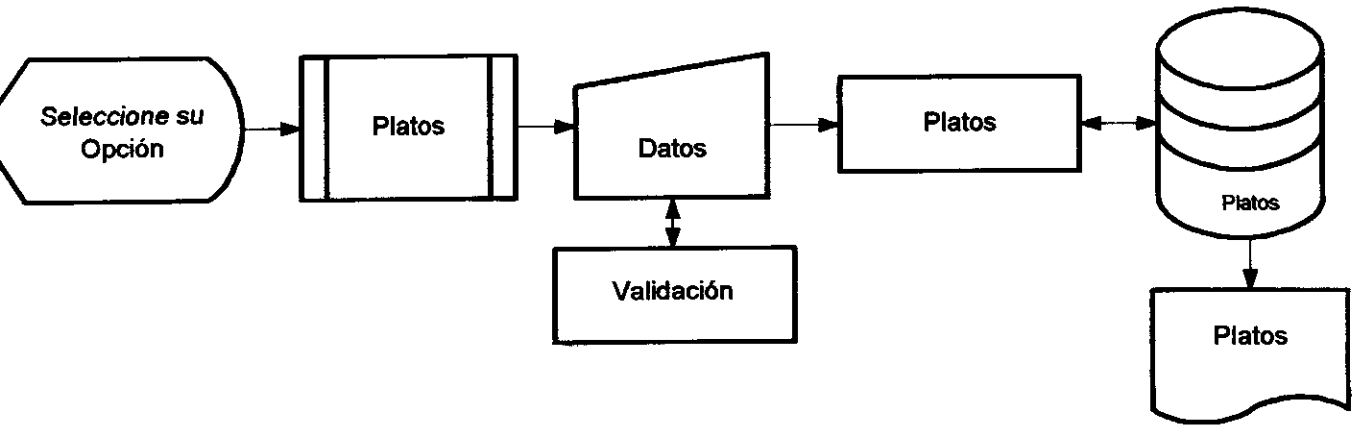 Seleccione su
Opción
Platos
Datos
Platos
Platos
Validación
Platos